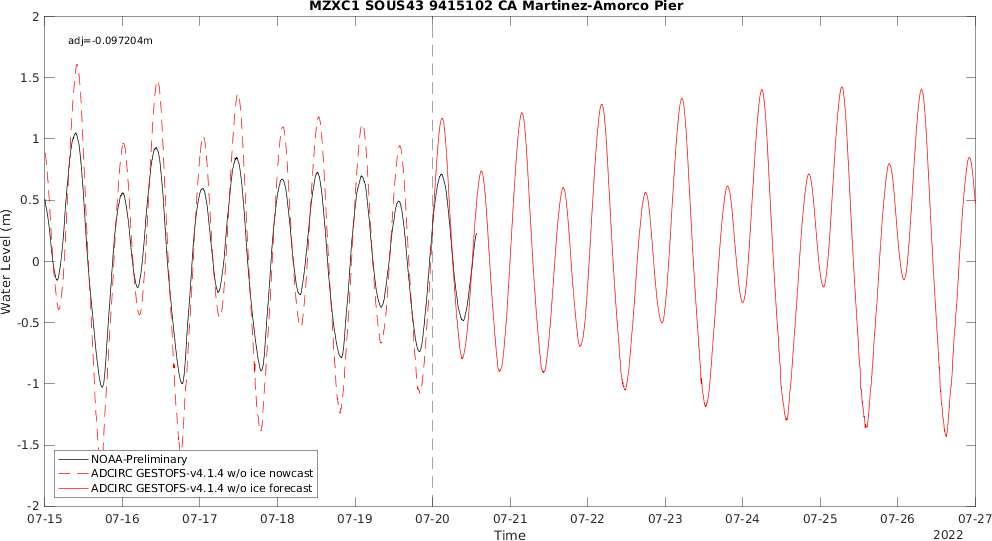 MZXC1 SOUS43 9415102 CA Martinez-Amorco Pier
adj=-0.097204m
2
1.5
1
0.5
0
-0.5
-1
-1.5
-2
Water Level (m)
NOAA-Preliminary
ADCIRC GESTOFS-v4.1.4 w/o ice nowcast
ADCIRC GESTOFS-v4.1.4 w/o ice forecast
07-15 07-16 07-17 07-18 07-19 07-20 07-21 07-22 07-23 07-24 07-25 07-26 07-27
Time
2022